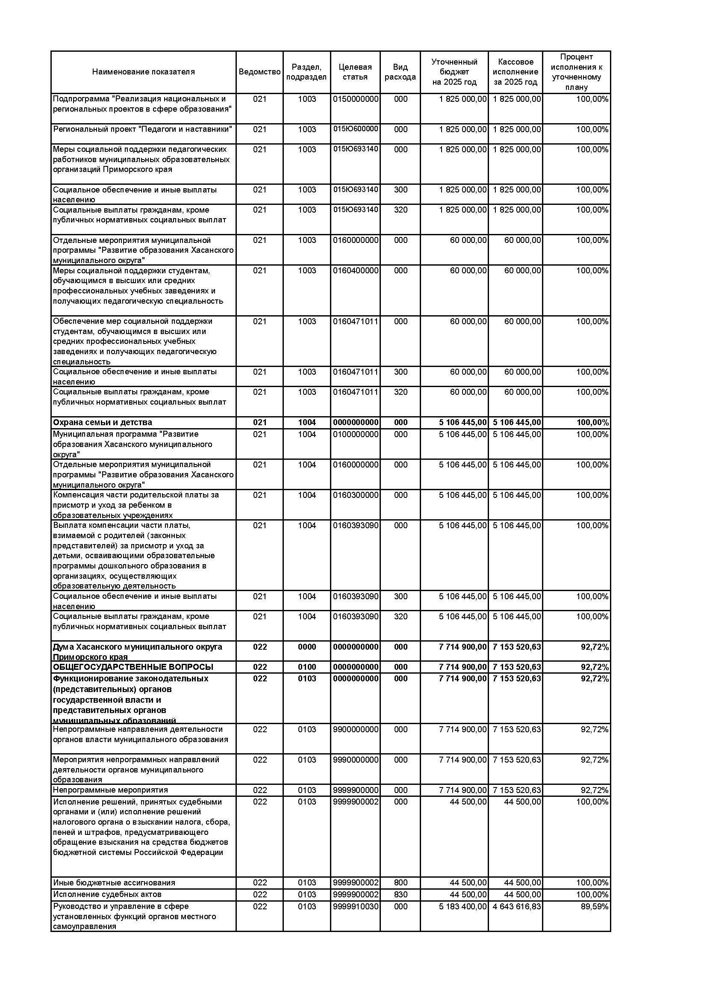 Наименование показателя Ведомство Раздел, подраздел Целевая статья Вид расхода Уточненный бюджет на 2025 год Кассовое исполнение за 2025 год Процент исполнения к уточненному плану
Подпрограмма "Реализация национальных и 021 1003 0150000000 000 1 825 000,00 1 825 000,00 100,00%
региональных проектов в сфере образования"
Региональный проект "Педагоги и наставники" 021 1003 015Ю600000 000 1 825 000,00 1 825 000,00 100,00%
Меры социальной поддержки педагогических 021 1003 015Ю693140 000 1 825 000,00 1 825 000,00 100,00%
работников муниципальных образовательных
организаций Приморского края
Социальное обеспечение и иные выплаты 021 1003 015Ю693140 300 1 825 000,00 1 825 000,00 100,00%
населению
Социальные выплаты гражданам, кроме 021 1003 015Ю693140 320 1 825 000,00 1 825 000,00 100,00%
публичных нормативных социальных выплат
Отдельные мероприятия муниципальной 021 1003 0160000000 000 60 000,00 60 000,00 100,00%
программы "Развитие образования Хасанского
муниципального округа"
Меры социальной поддержки студентам, 021 1003 0160400000 000 60 000,00 60 000,00 100,00%
обучающимся в высших или средних
профессиональных учебных заведениях и
получающих педагогическую специальность
Обеспечение мер социальной поддержки 021 1003 0160471011 000 60 000,00 60 000,00 100,00%
студентам, обучающимся в высших или
средних профессиональных учебных
заведениях и получающих педагогическую
специальность
Социальное обеспечение и иные выплаты 021 1003 0160471011 300 60 000,00 60 000,00 100,00%
населению
Социальные выплаты гражданам, кроме 021 1003 0160471011 320 60 000,00 60 000,00 100,00%
публичных нормативных социальных выплат
Охрана семьи и детства 021 1004 0000000000 000 5 106 445,00 5 106 445,00 100,00%
Муниципальная программа "Развитие 021 1004 0100000000 000 5 106 445,00 5 106 445,00 100,00%
образования Хасанского муниципального
округа"
Отдельные мероприятия муниципальной 021 1004 0160000000 000 5 106 445,00 5 106 445,00 100,00%
программы "Развитие образования Хасанского
муниципального округа"
Компенсация части родительской платы за 021 1004 0160300000 000 5 106 445,00 5 106 445,00 100,00%
присмотр и уход за ребенком в
образовательных учреждениях
Выплата компенсации части платы, 021 1004 0160393090 000 5 106 445,00 5 106 445,00 100,00%
взимаемой с родителей (законных
представителей) за присмотр и уход за
детьми, осваивающими образовательные
программы дошкольного образования в
организациях, осуществляющих
образовательную деятельность
Социальное обеспечение и иные выплаты 021 1004 0160393090 300 5 106 445,00 5 106 445,00 100,00%
населению
Социальные выплаты гражданам, кроме 021 1004 0160393090 320 5 106 445,00 5 106 445,00 100,00%
публичных нормативных социальных выплат
Дума Хасанского муниципального округа 022 0000 0000000000 000 7 714 900,00 7 153 520,63 92,72%
Приморского края
ОБЩЕГОСУДАРСТВЕННЫЕ ВОПРОСЫ 022 0100 0000000000 000 7 714 900,00 7 153 520,63 92,72%
Функционирование законодательных 022 0103 0000000000 000 7 714 900,00 7 153 520,63 92,72%
(представительных) органов
государственной власти и
представительных органов
муниципальных образований
Непрограммные направления деятельности 022 0103 9900000000 000 7 714 900,00 7 153 520,63 92,72%
органов власти муниципального образования
Мероприятия непрограммных направлений 022 0103 9990000000 000 7 714 900,00 7 153 520,63 92,72%
деятельности органов муниципального
образования
Непрограммные мероприятия 022 0103 9999900000 000 7 714 900,00 7 153 520,63 92,72%
Исполнение решений, принятых судебными 022 0103 9999900002 000 44 500,00 44 500,00 100,00%
органами и (или) исполнение решений
налогового органа о взыскании налога, сбора,
пеней и штрафов, предусматривающего
обращение взыскания на средства бюджетов
бюджетной системы Российской Федерации
Иные бюджетные ассигнования 022 0103 9999900002 800 44 500,00 44 500,00 100,00%
Исполнение судебных актов 022 0103 9999900002 830 44 500,00 44 500,00 100,00%
Руководство и управление в сфере 022 0103 9999910030 000 5 183 400,00 4 643 616,83 89,59%
установленных функций органов местного
самоуправления